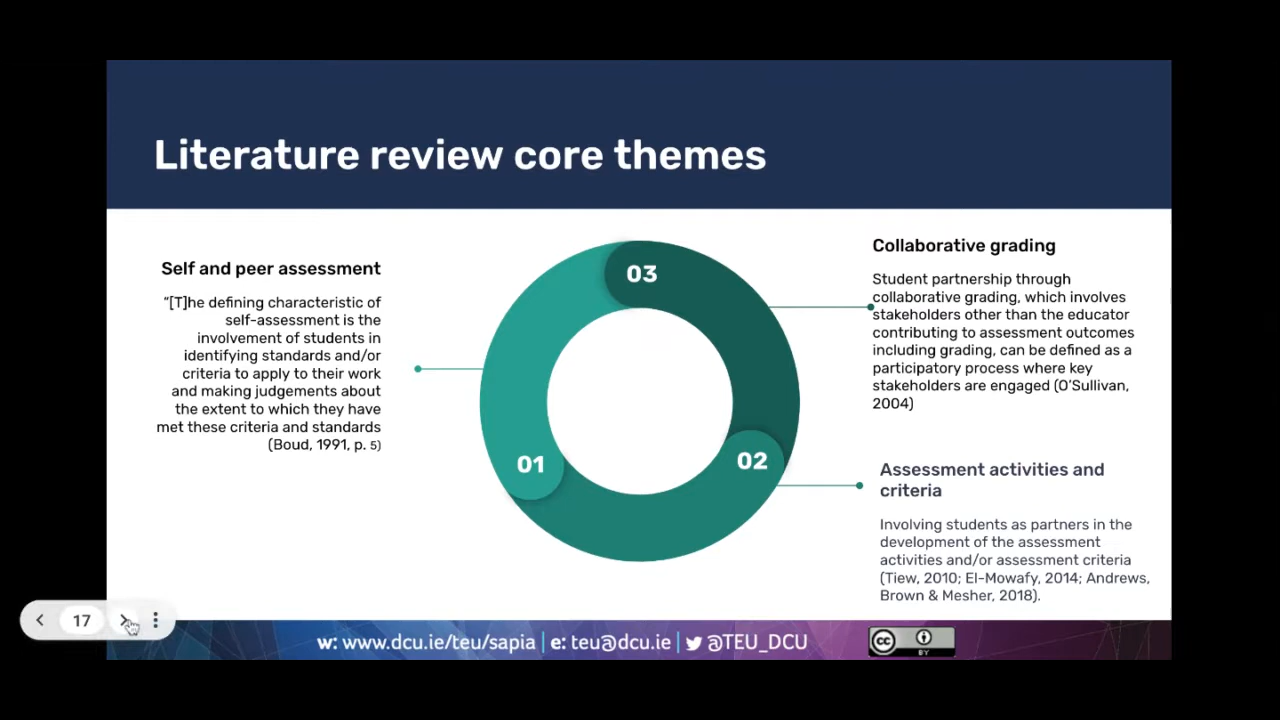 Literature review core themes
Self and peer assessment
“[T]he defining characteristic of
self-assessment is the
involvement of students in
identifying standards and/or
criteria to apply to their work
and making judgements about
the extent to which they have
met these criteria and standards
(Boud, 1991, p. 5)
03
01
02
Collaborative grading
Student partnership through
collaborative grading, which involves
stakeholders other than the educator
contributing to assessment outcomes
including grading, can be defined as a
participatory process where key
stakeholders are engaged (O’Sullivan,
2004)
Assessment activities and
criteria
Involving students as partners in the
development of the assessment
activities and/or assessment criteria
(Tiew, 2010; El-Mowafy, 2014; Andrews,
Brown & Mesher, 2018).
17
w: www.dcu.ie/teu/sapia | e: teu@dcu.ie | @TEU_DCU
cc
BY